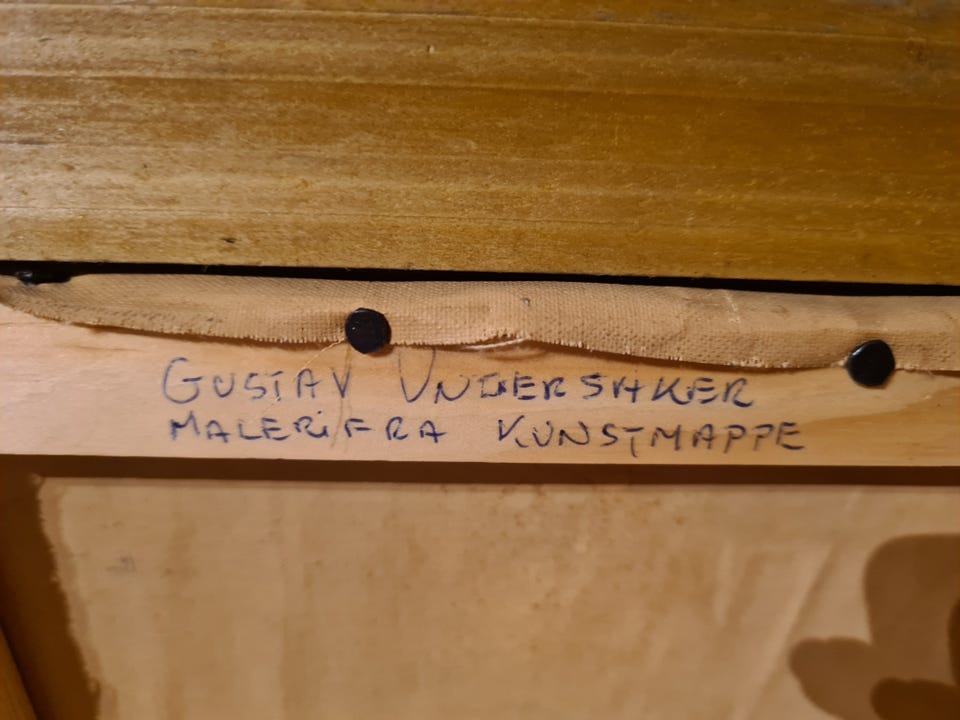 GUSTAV UNDERSAKER
MALERI FRA KUNSTMAPPE